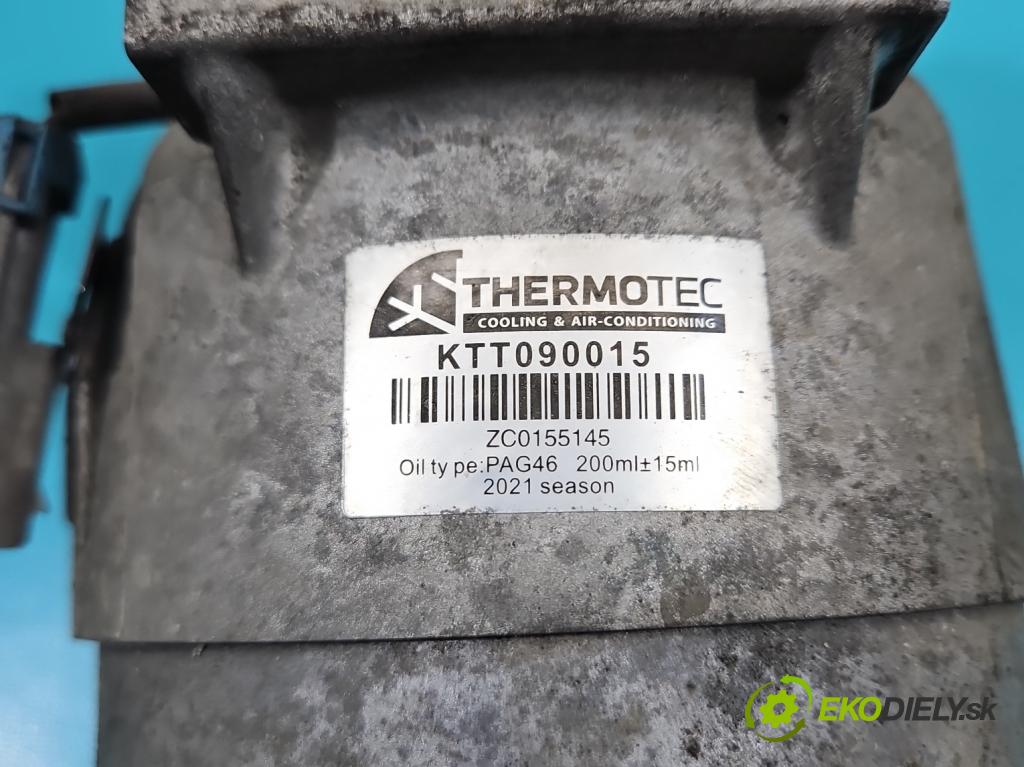 THERMOTEC
COOLING & AIR-CONDITIONING
KTT090015
ZC0155145
Oil ty pe:PAG46 200ml±15ml
2021 season
EKODIELY.sk